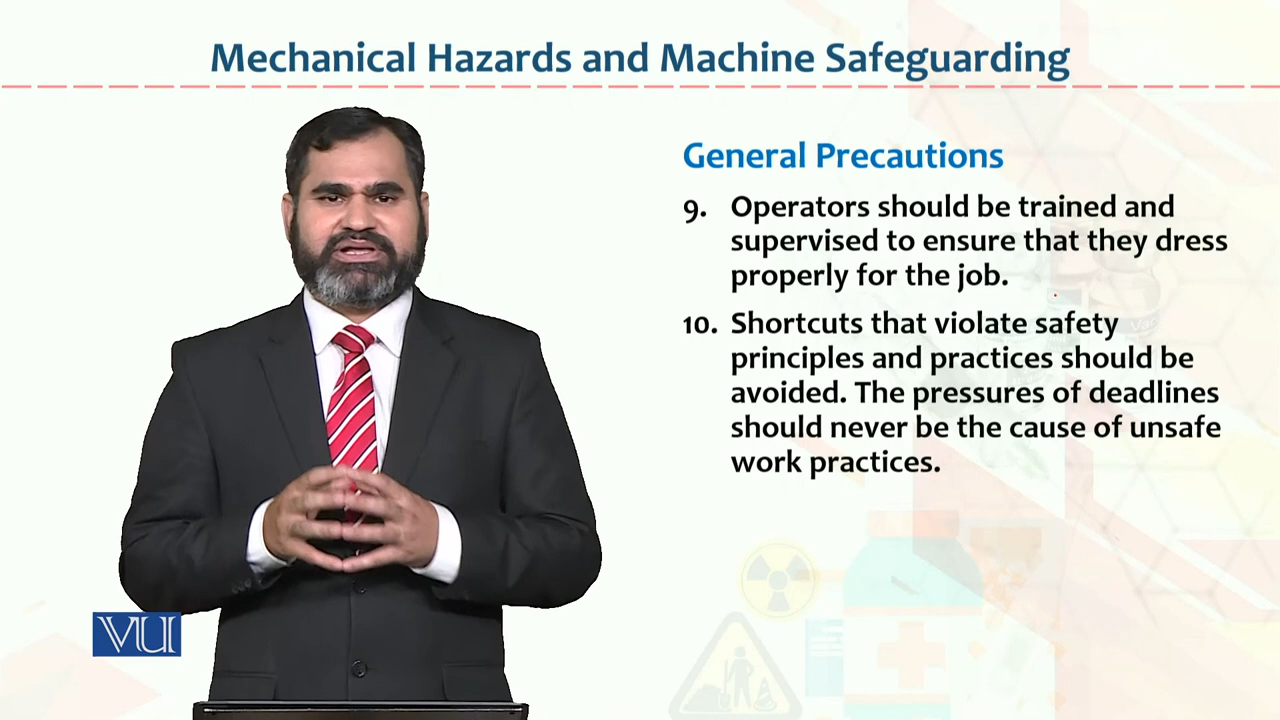 Mechanical Hazards and Machine Safeguarding
General Precautions
9. Operators should be trained and
supervised to ensure that they dress
properly for the job.
10. Shortcuts that violate safety
principles and practices should be
avoided. The pressures of deadlines
should never be the cause of unsafe
work practices.
VU